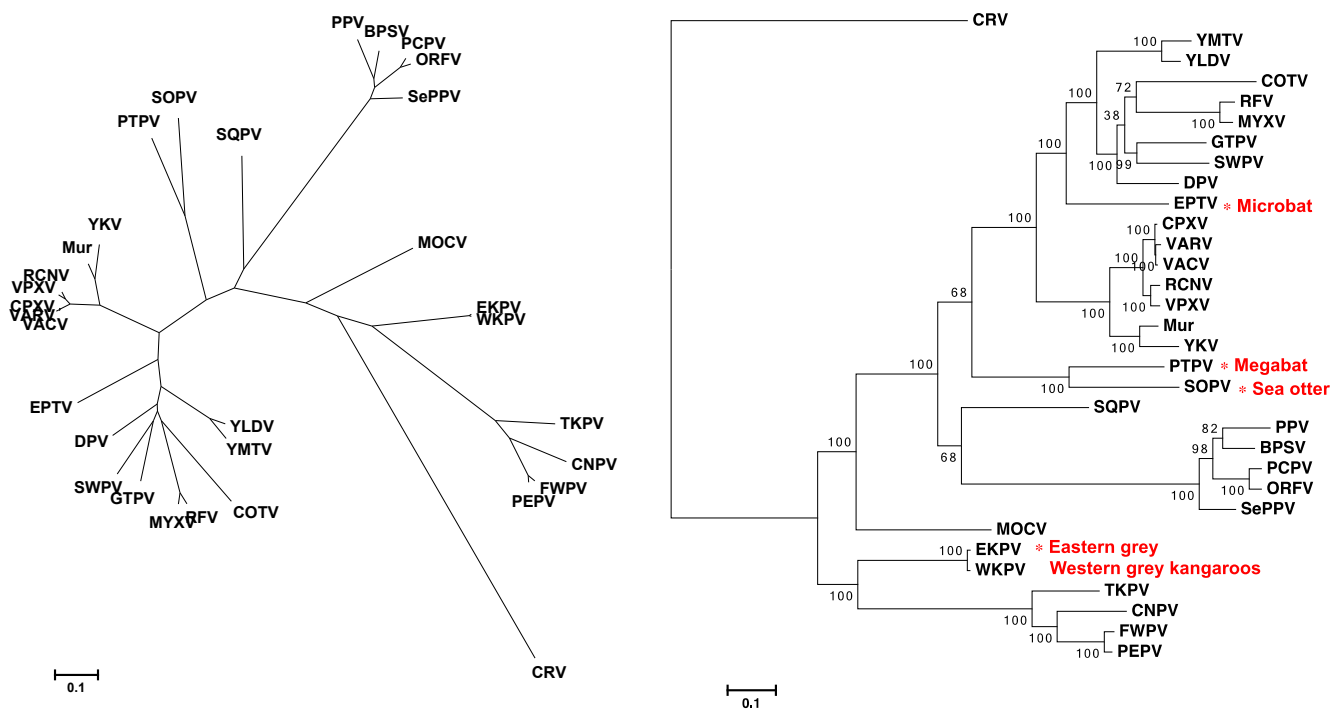 PPV
BPSV
PCPV
ORFV
SePPV
SOPV
PTPV
SQPV
YKV
Mur
RCNV
VPXV
CPXV
VARV
VACV
MOCV
EKPV
WKPV
EPTV
DPV
YLDV
YMTV
SWPV
GTPV
MYXV
RFV
COTV
TKPV
CNPV
FWPV
PEPV
CRV
0.1
CRV
100 YMTV
YLDV
100
72 COTV
RFV
100 MYXV
38
100
GTPV
100 99 SWPV
DPV
EPTV * Microbat
100
CPXV
100 VARV
100 100 VACV
RCNV
100 VPXV
100
Mur
100 YKV
68
PTPV * Megabat
100 SOPV * Sea otter
100
SQPV
68
82 PPV
98 BPSV
PCPV
100 ORFV
100 SePPV
100
MOCV
100 EKPV * Eastern grey
WKPV Western grey kangaroos
100
100 TKPV
100 CNPV
FWPV
100 PEPV
100
0.1